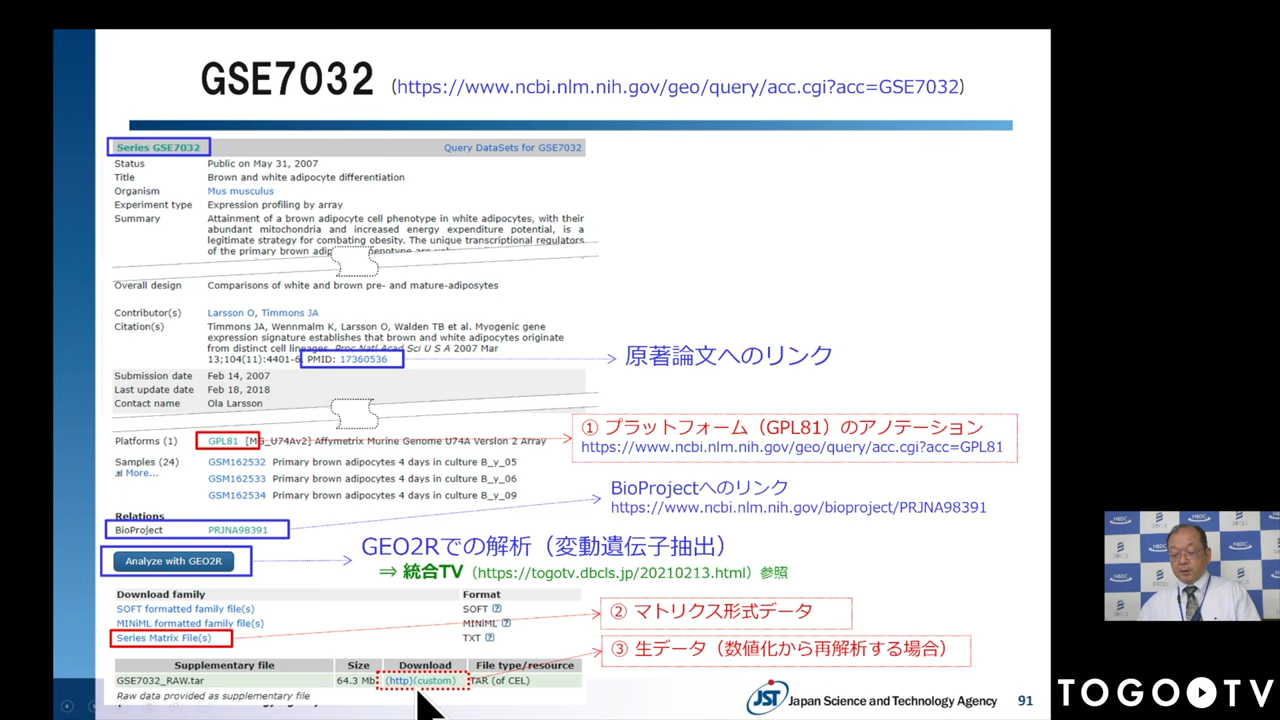 GSE7032 (https://www.ncbi.nlm.nih.gov/geo/query/acc.cgi?acc=GSE7032)
Series GSE7032 Query DataSets for GSE7032
Status Public on May 31, 2007
Title Brown and white adipocyte differentiation
Organism Mus musculus
Experiment type Expression profiling by array
Summary Attainment of a brown adipocyte cell phenotype in white adipocytes, with their
abundant mitochondria and increased energy expenditure potential, is a
legitimate strategy for combating obesity. The unique transcriptional regulators
of the primary brown
Overall design Comparisons of white and brown pre- and mature-adiposytes
Contributor(s) Larsson O, Timmons JA
Citation(s) Timmons JA, Wennmalm K, Larsson O, Walden TB et al. Myogenic gene
expression signature establishes that brown and white adipocytes originate
from distinct cell lineages. Proc Natl Acad Sci U S A 2007 Mar
13;104(11):4401-6. PMID: 17360536
原著論文へのリンク
Submission date Feb 14, 2007
Last update date Feb 18, 2018
Contact name Ola Larsson
Platforms (1) GPL81 [MG_U74Av2] Affymetrix Murine Genome U74A Version 2 Array
① プラットフォーム（GPL81）のアノテーション
https://www.ncbi.nlm.nih.gov/geo/query/acc.cgi?acc=GPL81
Samples (24) GSM162532 Primary brown adipocytes 4 days in culture B_y_05
More... GSM162533 Primary brown adipocytes 4 days in culture B_y_06
GSM162534 Primary brown adipocytes 4 days in culture B_y_09
BioProjectへのリンク
https://www.ncbi.nlm.nih.gov/bioproject/PRJNA98391
Relations
BioProject PRJNA98391
Analyze with GEO2R
GEO2Rでの解析（変動遺伝子抽出）
⇒ 統合TV（https://togotv.dbcls.jp/20210213.html）参照
Download family Format
SOFT formatted family file(s) SOFT ?
MINiML formatted family file(s) MINiML ?
Series Matrix File(s) TXT ?
② マトリクス形式データ
③ 生データ（数値化から再解析する場合）
Supplementary file Size Download File type/resource
GSE7032_RAW.tar 64.3 Mb (http)(custom) TAR (of CEL)
Raw data provided as supplementary file
JST Japan Science and Technology Agency 91
TOGO TV